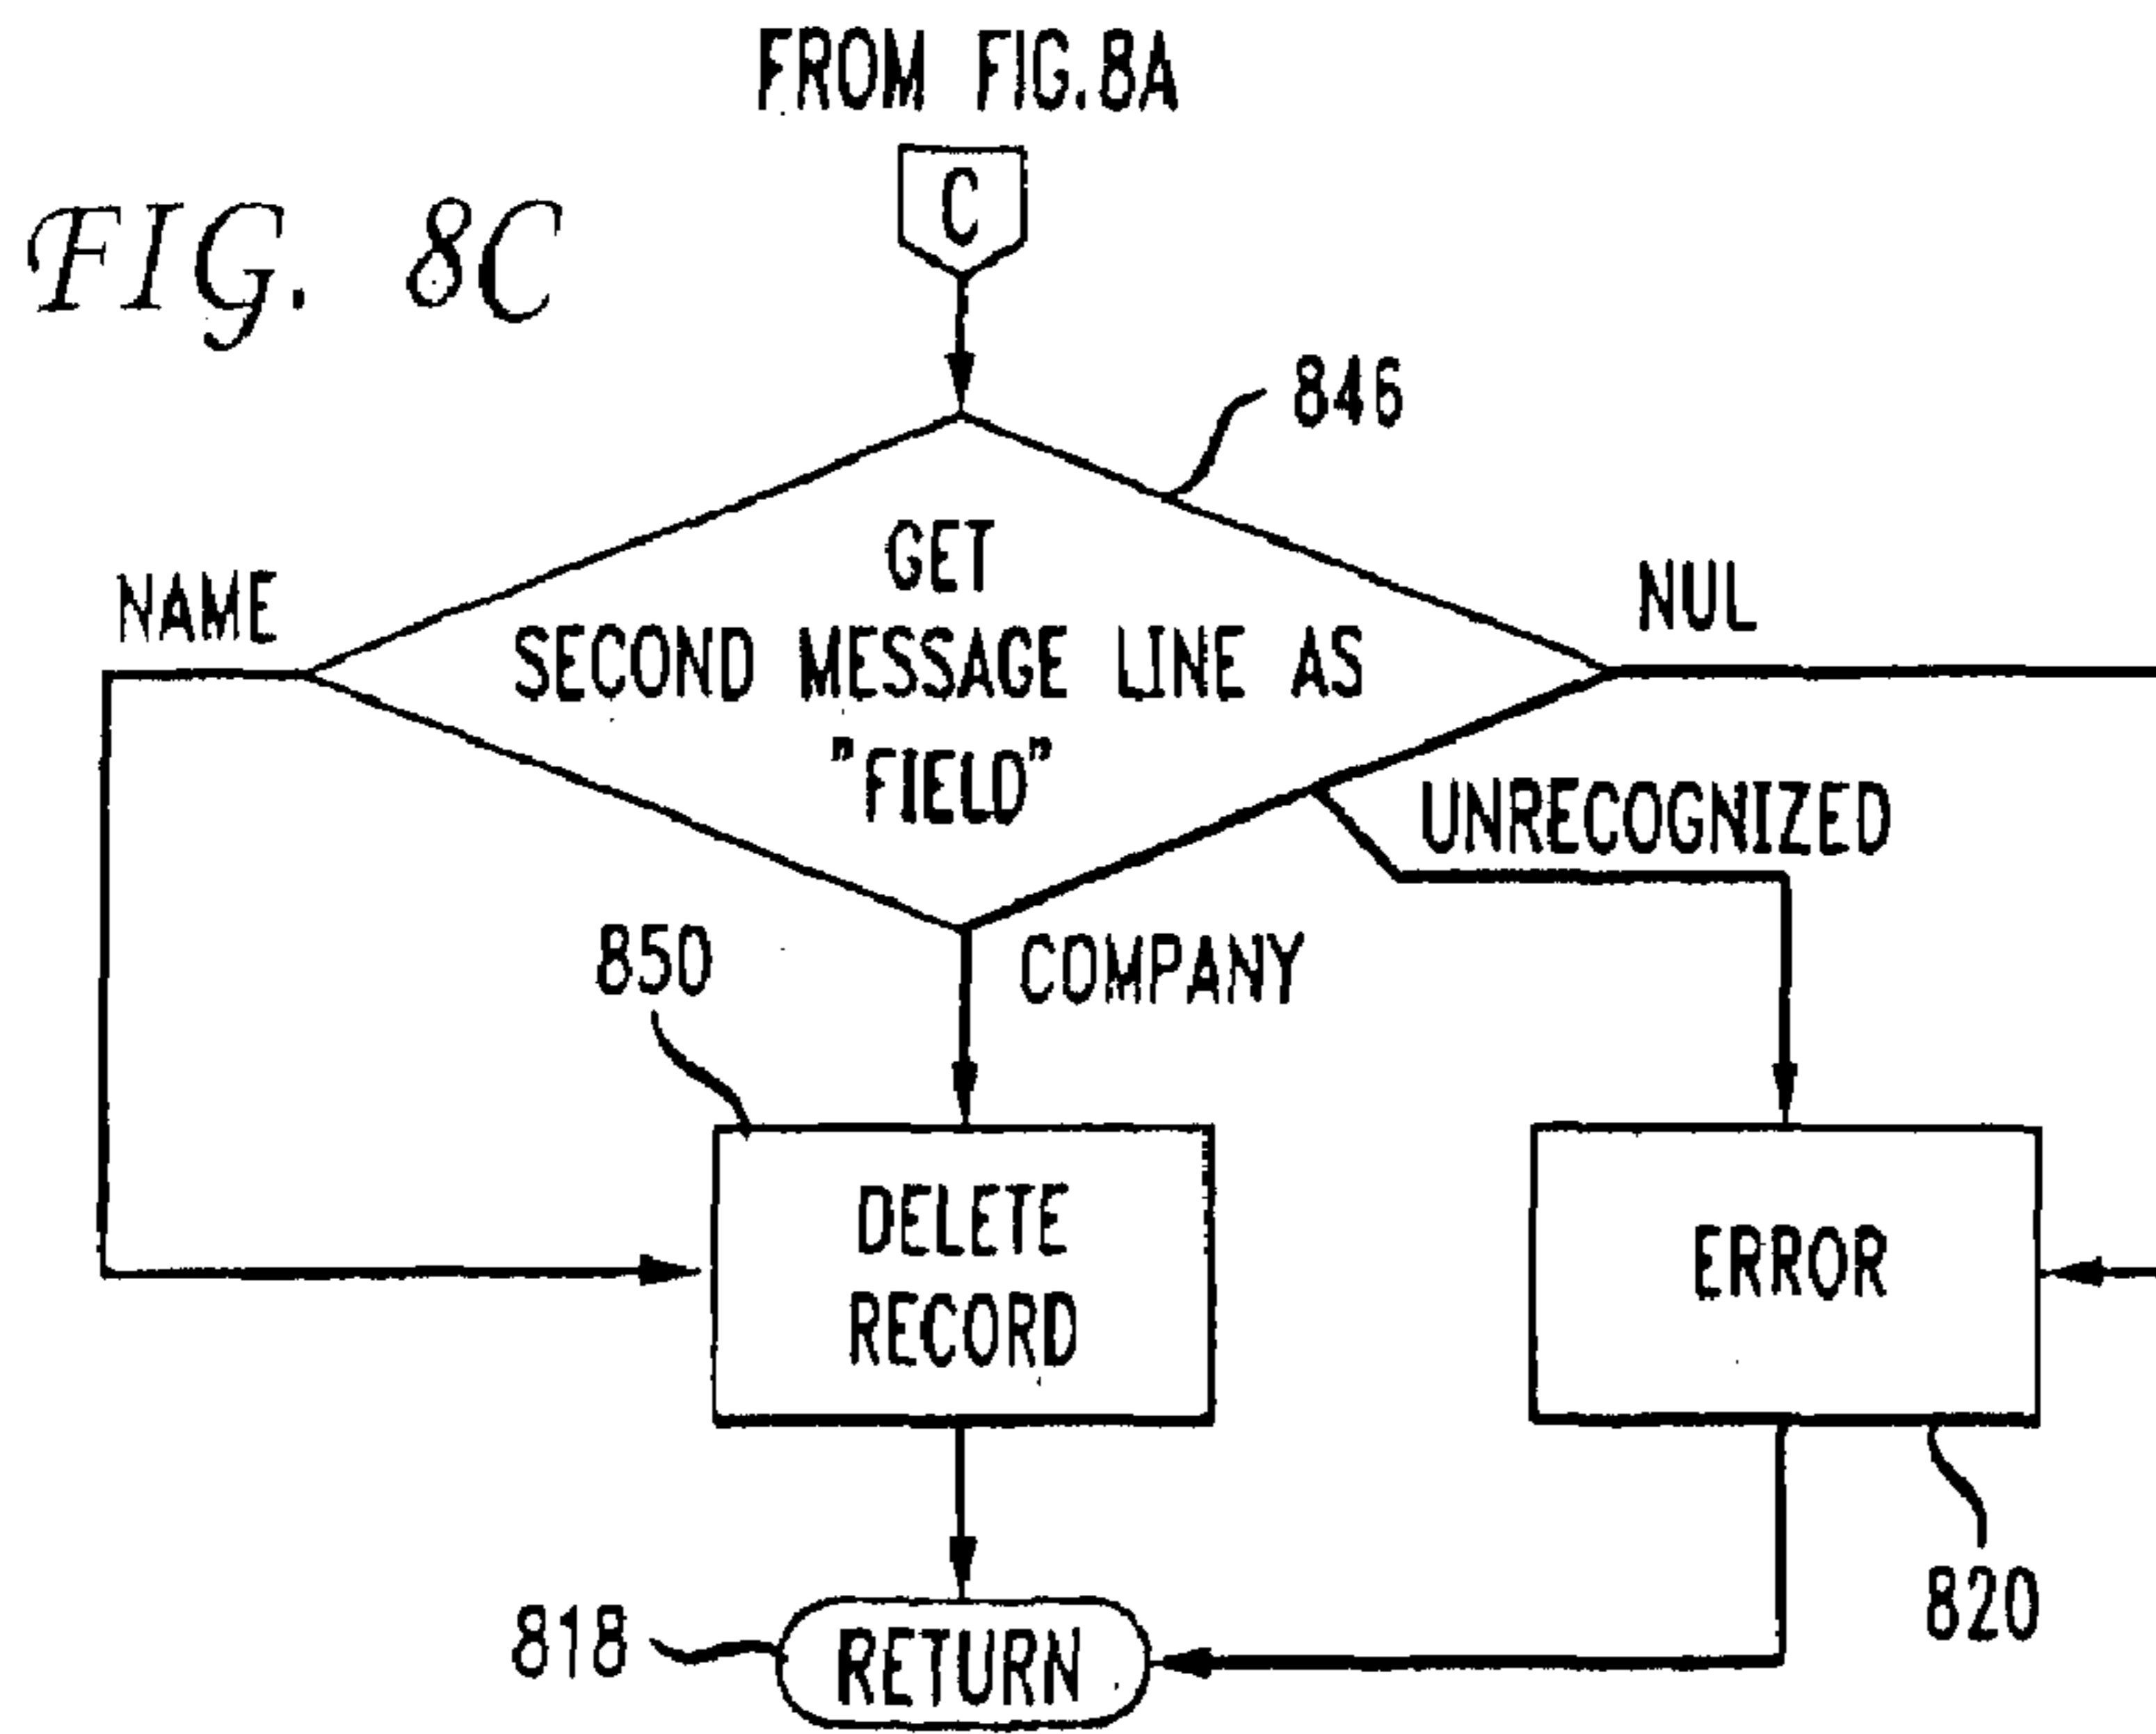 FROM FIG.8A
C
FIG. 8C
846
GET
SECOND MESSAGE LINE AS
"FIELD"
NAME
NUL
UNRECOGNIZED
COMPANY
850
DELETE
RECORD
ERROR
820
818
RETURN